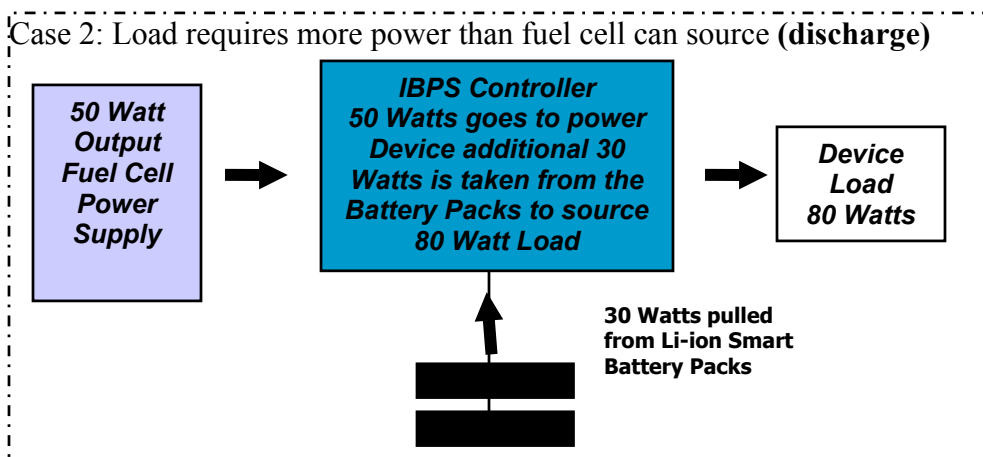 Case 2: Load requires more power than fuel cell can source (discharge)
50 Watt
Output
Fuel Cell
Power
Supply
IBPS Controller
50 Watts goes to power
Device additional 30
Watts is taken from the
Battery Packs to source
80 Watt Load
Device
Load
80 Watts
30 Watts pulled
from Li-ion Smart
Battery Packs